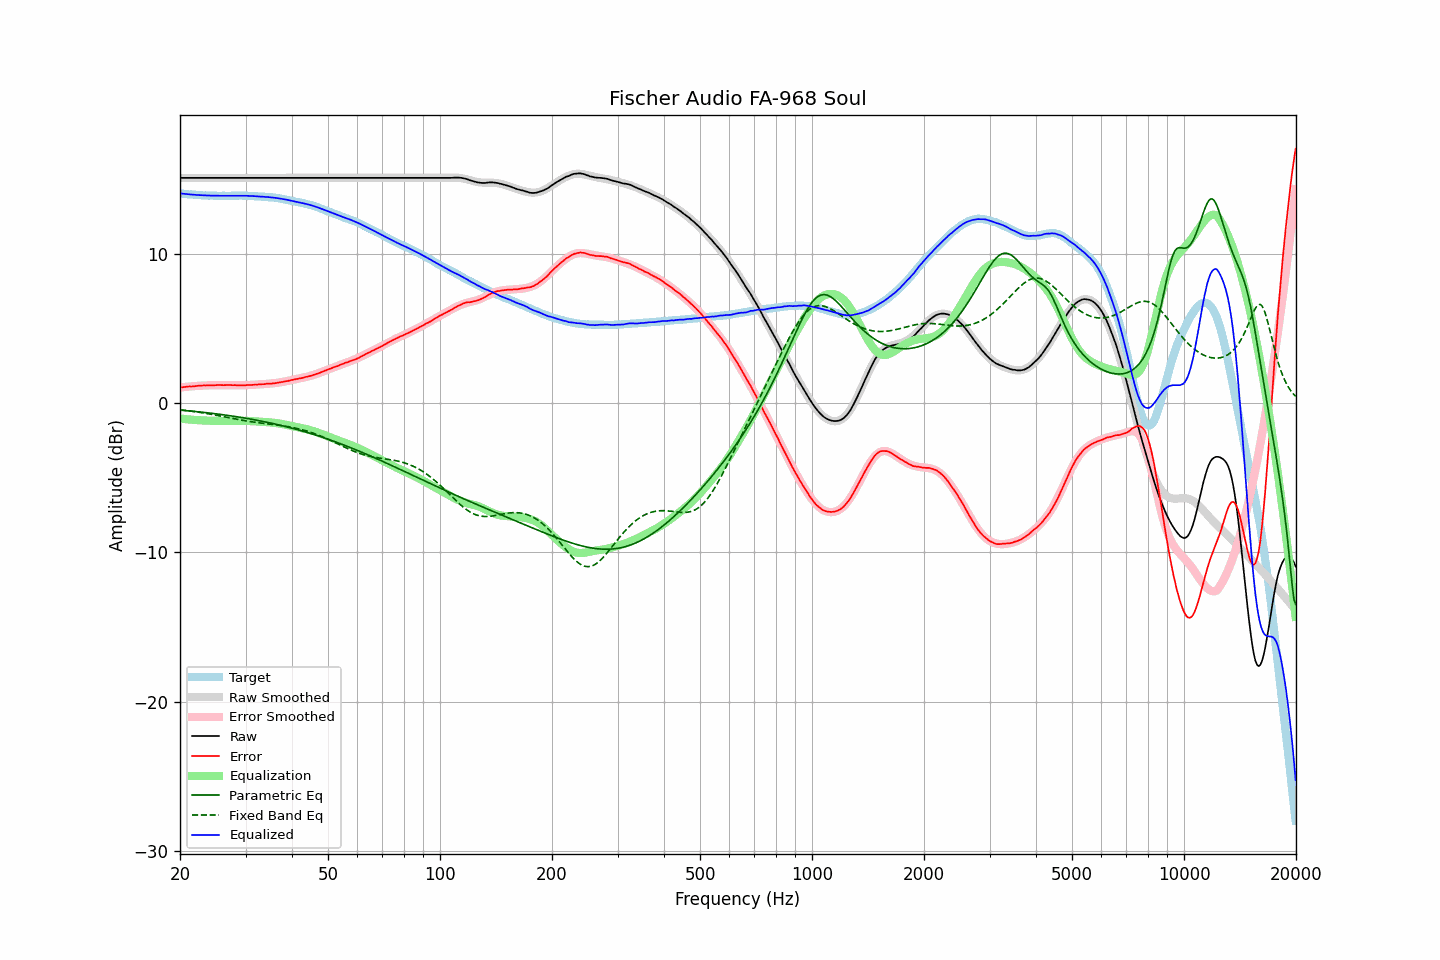 Fischer Audio FA-968 Soul
Amplitude (dBr)
10
0
−10
−20
−30
Target
Raw Smoothed
Error Smoothed
Raw
Error
Equalization
Parametric Eq
Fixed Band Eq
Equalized
20 50 100 200 500 1000 2000 5000 10000 20000
Frequency (Hz)